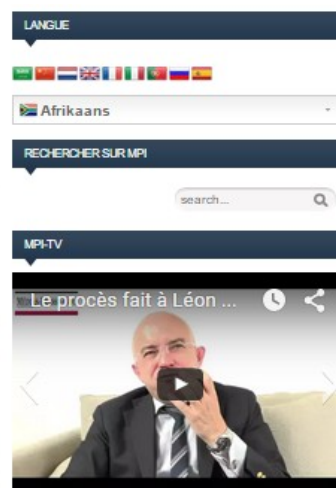 LANGUE
Afrikaans
RECHERCHER SUR MPI
search...
MPI-TV
Le procès fait à Léon ...